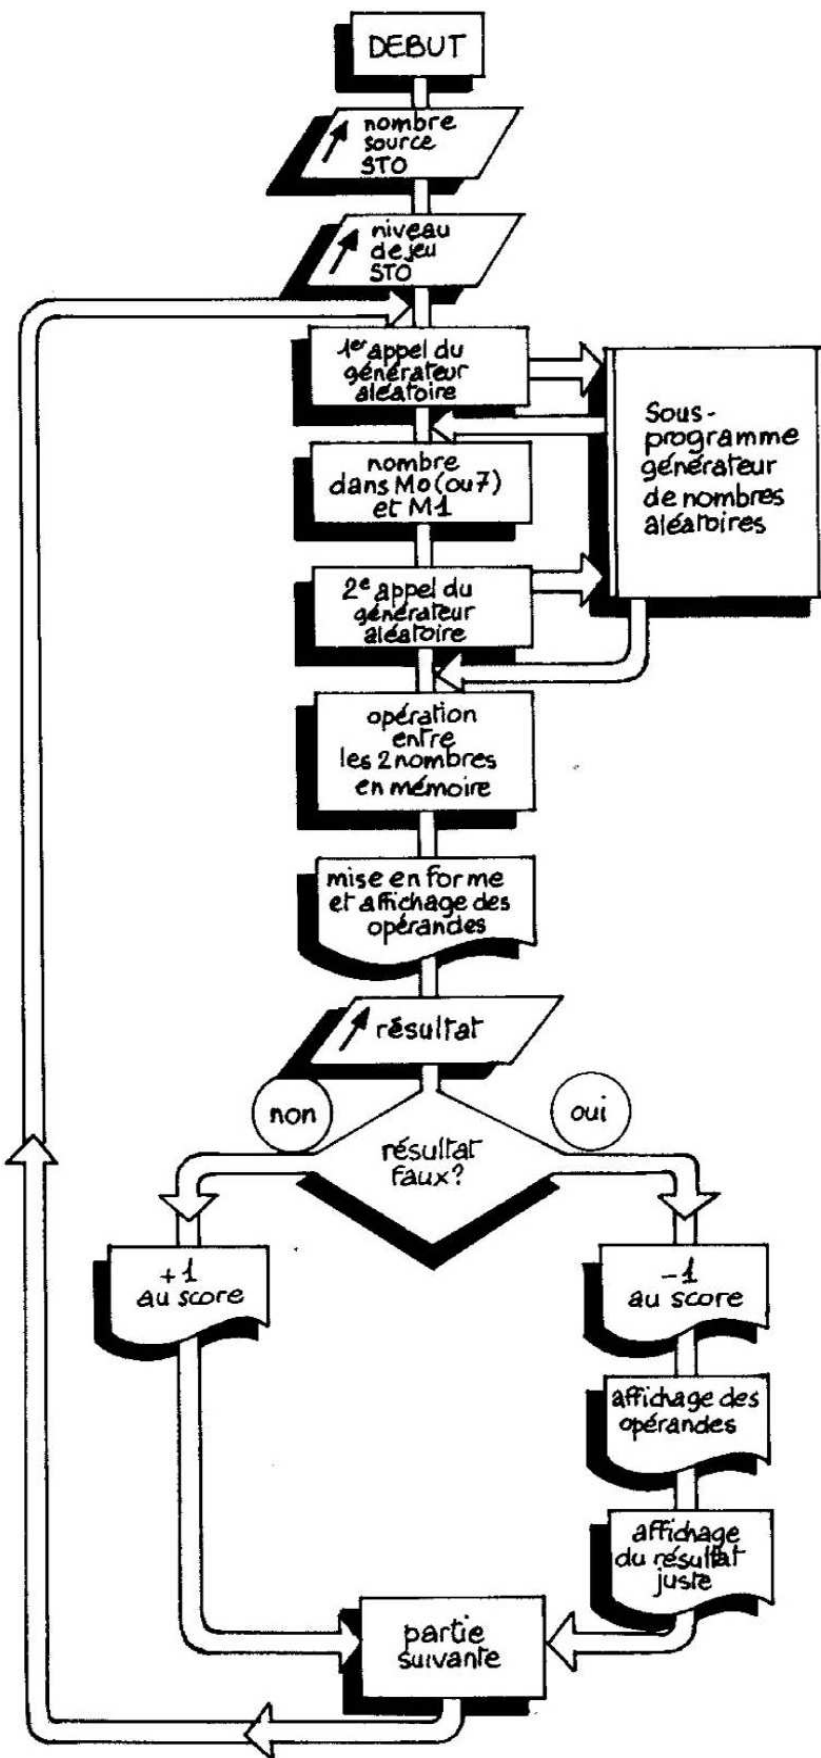 DEBUT
nombre
source
STO
niveau
de jeu
STO
1er appel du
générateur
aléatoire
Sous-
programme
générateur
de nombres
aléatoires
nombre
dans Mo (ou 7)
et M1
2e appel du
générateur
aléatoire
opération
entre
les 2 nombres
en mémoire
mise en forme
et affichage des
opérandes
résultat
non
oui
résultat
faux?
+1
au score
-1
au score
affichage des
opérandes
affichage
du résultat
juste
partie
suivante